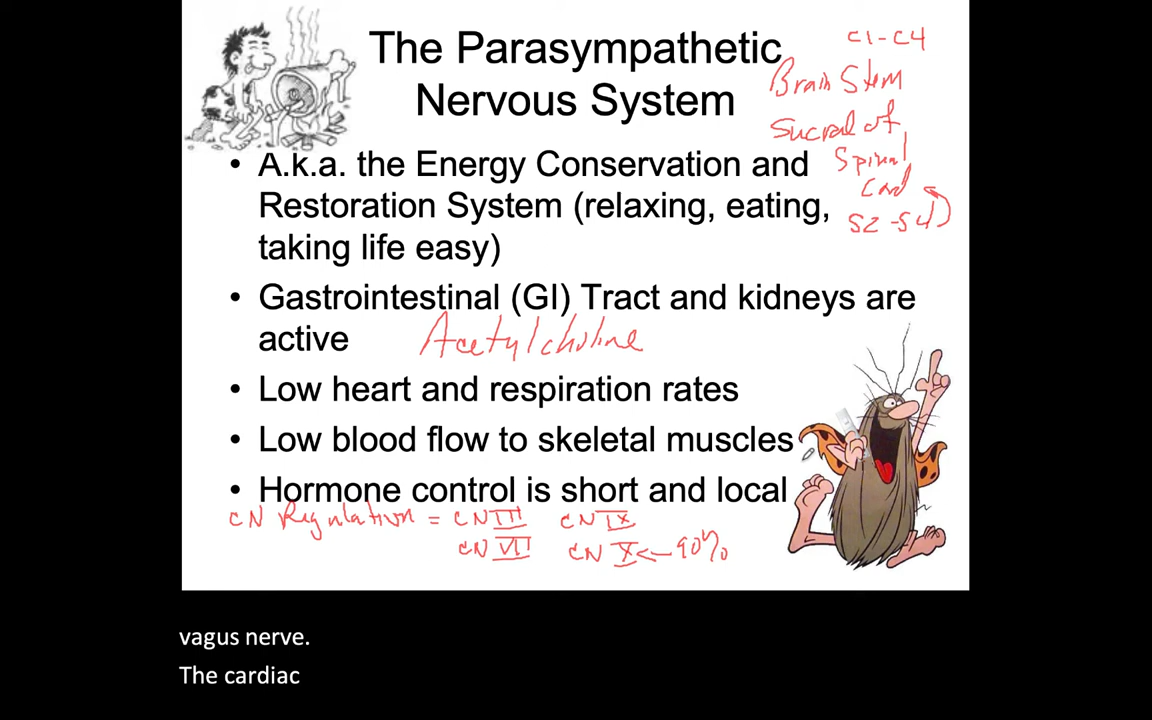 The Parasympathetic
Nervous System
C1-C4
Brain Stem
Sucral of
Spinal
Cord
S2-S4
• A.k.a. the Energy Conservation and
Restoration System (relaxing, eating,
taking life easy)
• Gastrointestinal (GI) Tract and kidneys are
active
Acetylcholine
• Low heart and respiration rates
• Low blood flow to skeletal muscles
• Hormone control is short and local
CN Regulation = CN III CN IX
CN VII CN X ← 90%
vagus nerve.
The cardiac